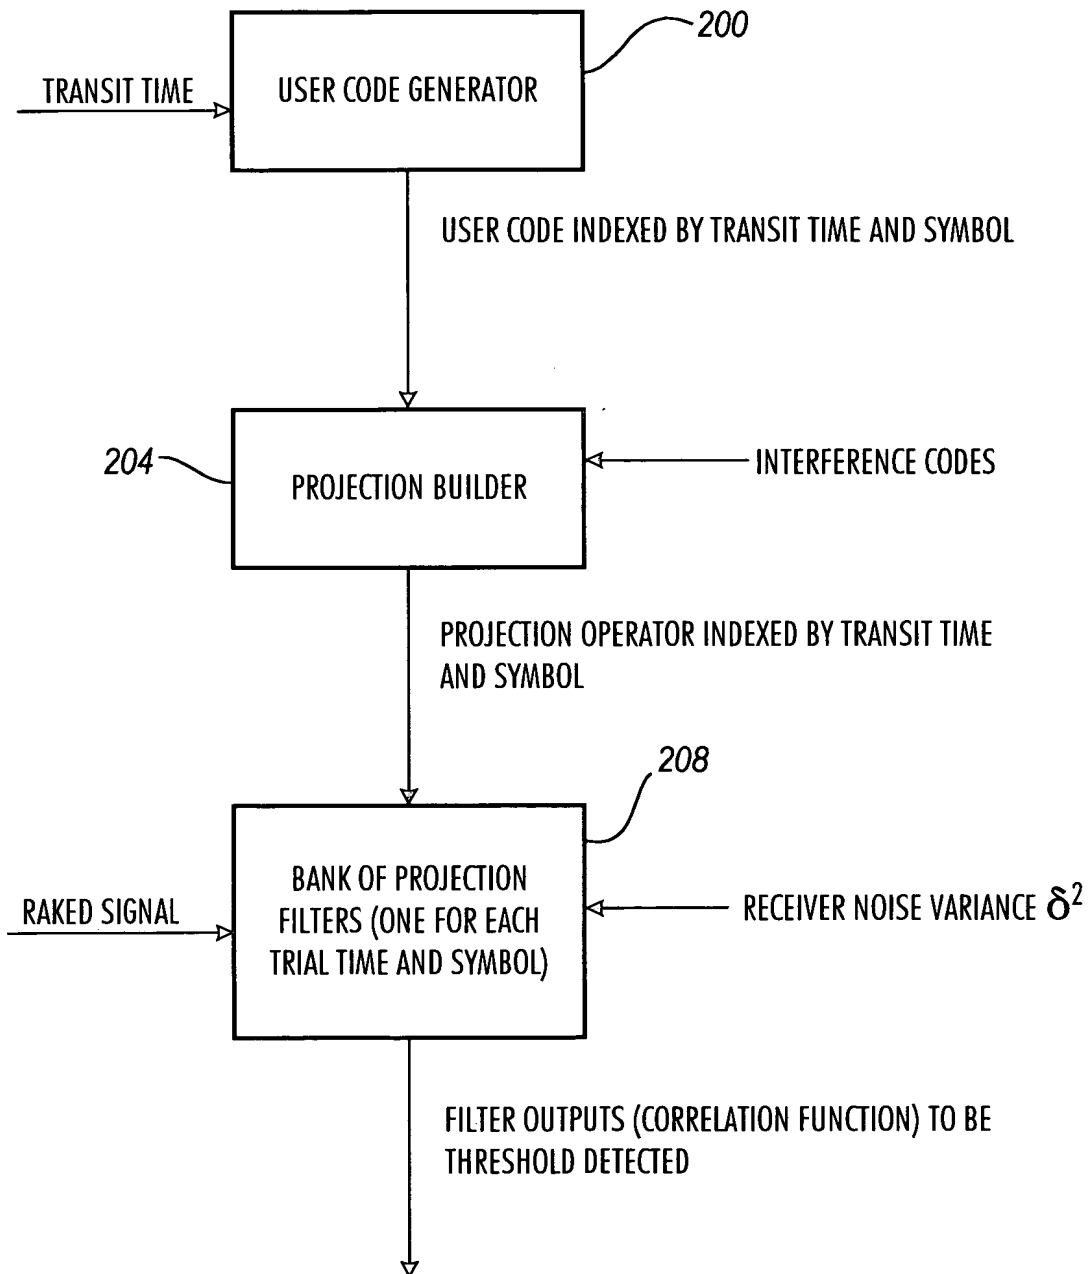 200
TRANSIT TIME
USER CODE GENERATOR
USER CODE INDEXED BY TRANSIT TIME AND SYMBOL
204
PROJECTION BUILDER
INTERFERENCE CODES
PROJECTION OPERATOR INDEXED BY TRANSIT TIME
AND SYMBOL
208
RAKED SIGNAL
BANK OF PROJECTION
FILTERS (ONE FOR EACH
TRIAL TIME AND SYMBOL)
RECEIVER NOISE VARIANCE δ²
FILTER OUTPUTS (CORRELATION FUNCTION) TO BE
THRESHOLD DETECTED